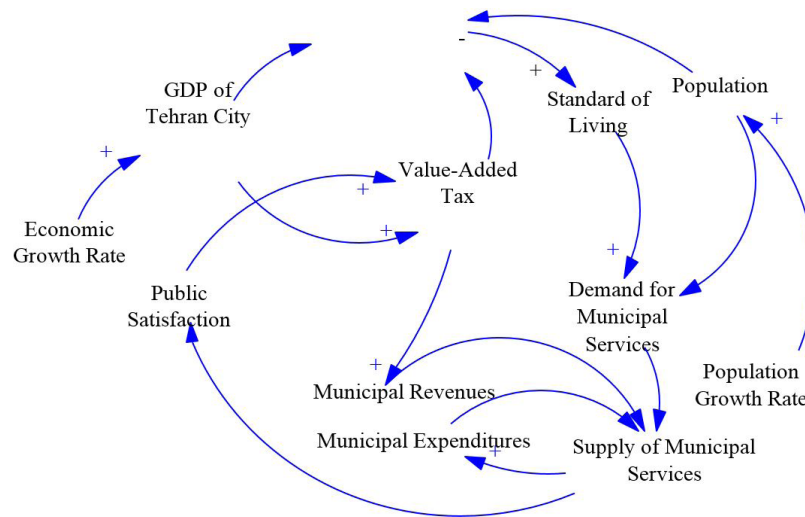 -
+
GDP of
Tehran City
Standard of
Living
Population
+
+
Value-Added
Tax
+
+
Economic
Growth Rate
+
Public
Satisfaction
Demand for
Municipal
Services
+
Municipal Revenues
Population
Growth Rate
Municipal Expenditures
+
Supply of Municipal
Services